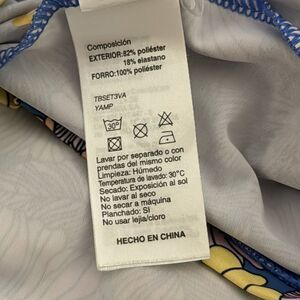 Composición
EXTERIOR:82% poliéster
18% elastano
FORRO:100% poliéster
TBSET3VA
YAMP
30°
Lavar por separado o con
prendas del mismo color
Limpieza: Húmedo
Temperatura de lavado: 30°C
Secado: Exposición al sol
No lavar al seco
No secar a máquina
Planchado: SI
No usar lejía/cloro
HECHO EN CHINA